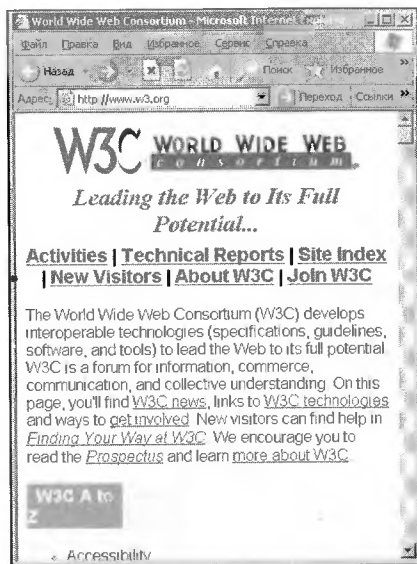 World Wide Web Consortium - Microsoft Internet Explorer
Файл Правка Вид Избранное Сервис Справка
Назад Поиск Избранное »
Адрес: http://www.w3.org Переход Ссылки »
W3C WORLD WIDE WEB
consortium
Leading the Web to Its Full
Potential...
Activities | Technical Reports | Site Index
| New Visitors | About W3C | Join W3C
The World Wide Web Consortium (W3C) develops
interoperable technologies (specifications, guidelines,
software, and tools) to lead the Web to its full potential
W3C is a forum for information, commerce,
communication, and collective understanding. On this
page, you'll find W3C news, links to W3C technologies
and ways to get involved New visitors can find help in
Finding Your Way at W3C We encourage you to
read the Prospectus and learn more about W3C
W3C A to
Z
Accessibility